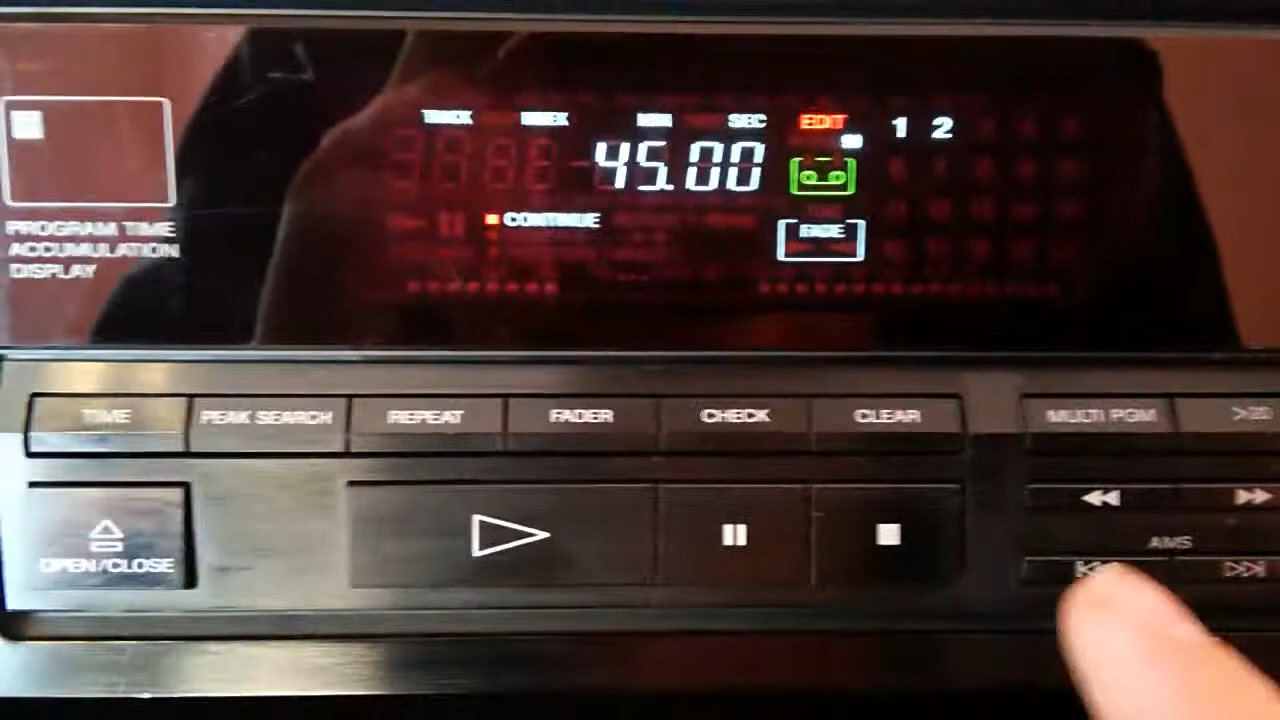 TRACK INDEX MIN SEC EDIT 1 2
45.00
CONTINUE
FADE
PROGRAM TIME
ACCUMULATION
DISPLAY
TIME PEAK SEARCH REPEAT FADER CHECK CLEAR MULTI PGM >20
OPEN/CLOSE
AMS